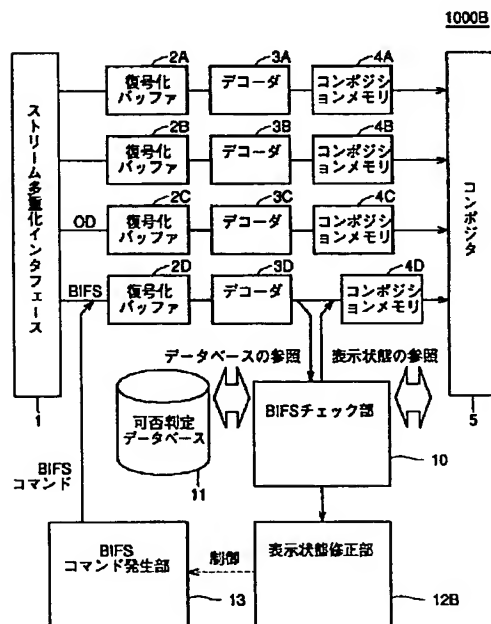 1000B
2A
3A
4A
復号化
バッファ
デコーダ
コンポジシ
ョンメモリ
2B
3B
4B
復号化
バッファ
デコーダ
コンポジシ
ョンメモリ
2C
3C
4C
OD
復号化
バッファ
デコーダ
コンポジシ
ョンメモリ
2D
3D
4D
BIFS
復号化
バッファ
デコーダ
コンポジシ
ョンメモリ
ストリーム多重化インタフェース
コンポジタ
1
5
データベースの参照
表示状態の参照
可否判定
データベース
11
BIFSチェック部
10
BIFS
コマンド
BIFS
コマンド発生部
13
制御
表示状態修正部
12B